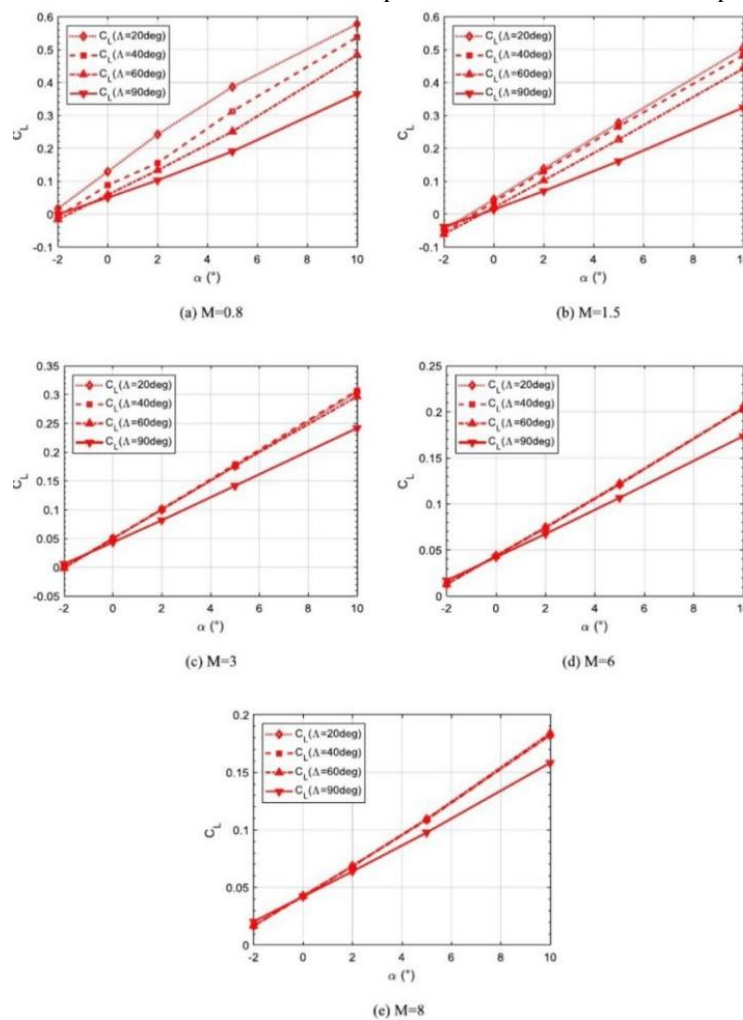 0.6
0.5
0.4
0.3
0.2
0.1
0
-0.1
C_L
C_L(Λ=20deg)
C_L(Λ=40deg)
C_L(Λ=60deg)
C_L(Λ=90deg)
-2 0 2 4 6 8 10
α (°)
(a) M=0.8
0.6
0.5
0.4
0.3
0.2
0.1
0
-0.1
C_L
C_L(Λ=20deg)
C_L(Λ=40deg)
C_L(Λ=60deg)
C_L(Λ=90deg)
-2 0 2 4 6 8 10
α (°)
(b) M=1.5
0.35
0.3
0.25
0.2
0.15
0.1
0.05
0
-0.05
C_L
C_L(Λ=20deg)
C_L(Λ=40deg)
C_L(Λ=60deg)
C_L(Λ=90deg)
-2 0 2 4 6 8 10
α (°)
(c) M=3
0.25
0.2
0.15
0.1
0.05
0
C_L
C_L(Λ=20deg)
C_L(Λ=40deg)
C_L(Λ=60deg)
C_L(Λ=90deg)
-2 0 2 4 6 8 10
α (°)
(d) M=6
0.2
0.15
0.1
0.05
0
C_L
C_L(Λ=20deg)
C_L(Λ=40deg)
C_L(Λ=60deg)
C_L(Λ=90deg)
-2 0 2 4 6 8 10
α (°)
(e) M=8